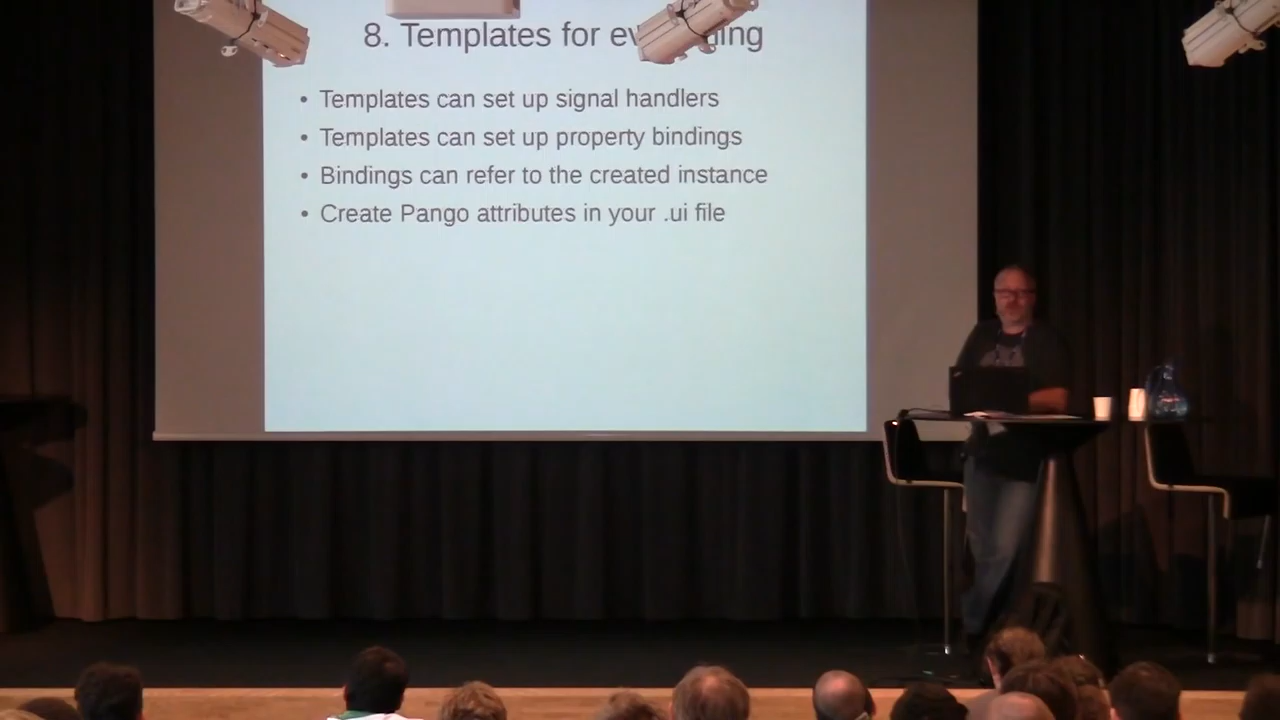 8. Templates for
• Templates can set up signal handlers
• Templates can set up property bindings
• Bindings can refer to the created instance
• Create Pango attributes in your .ui file